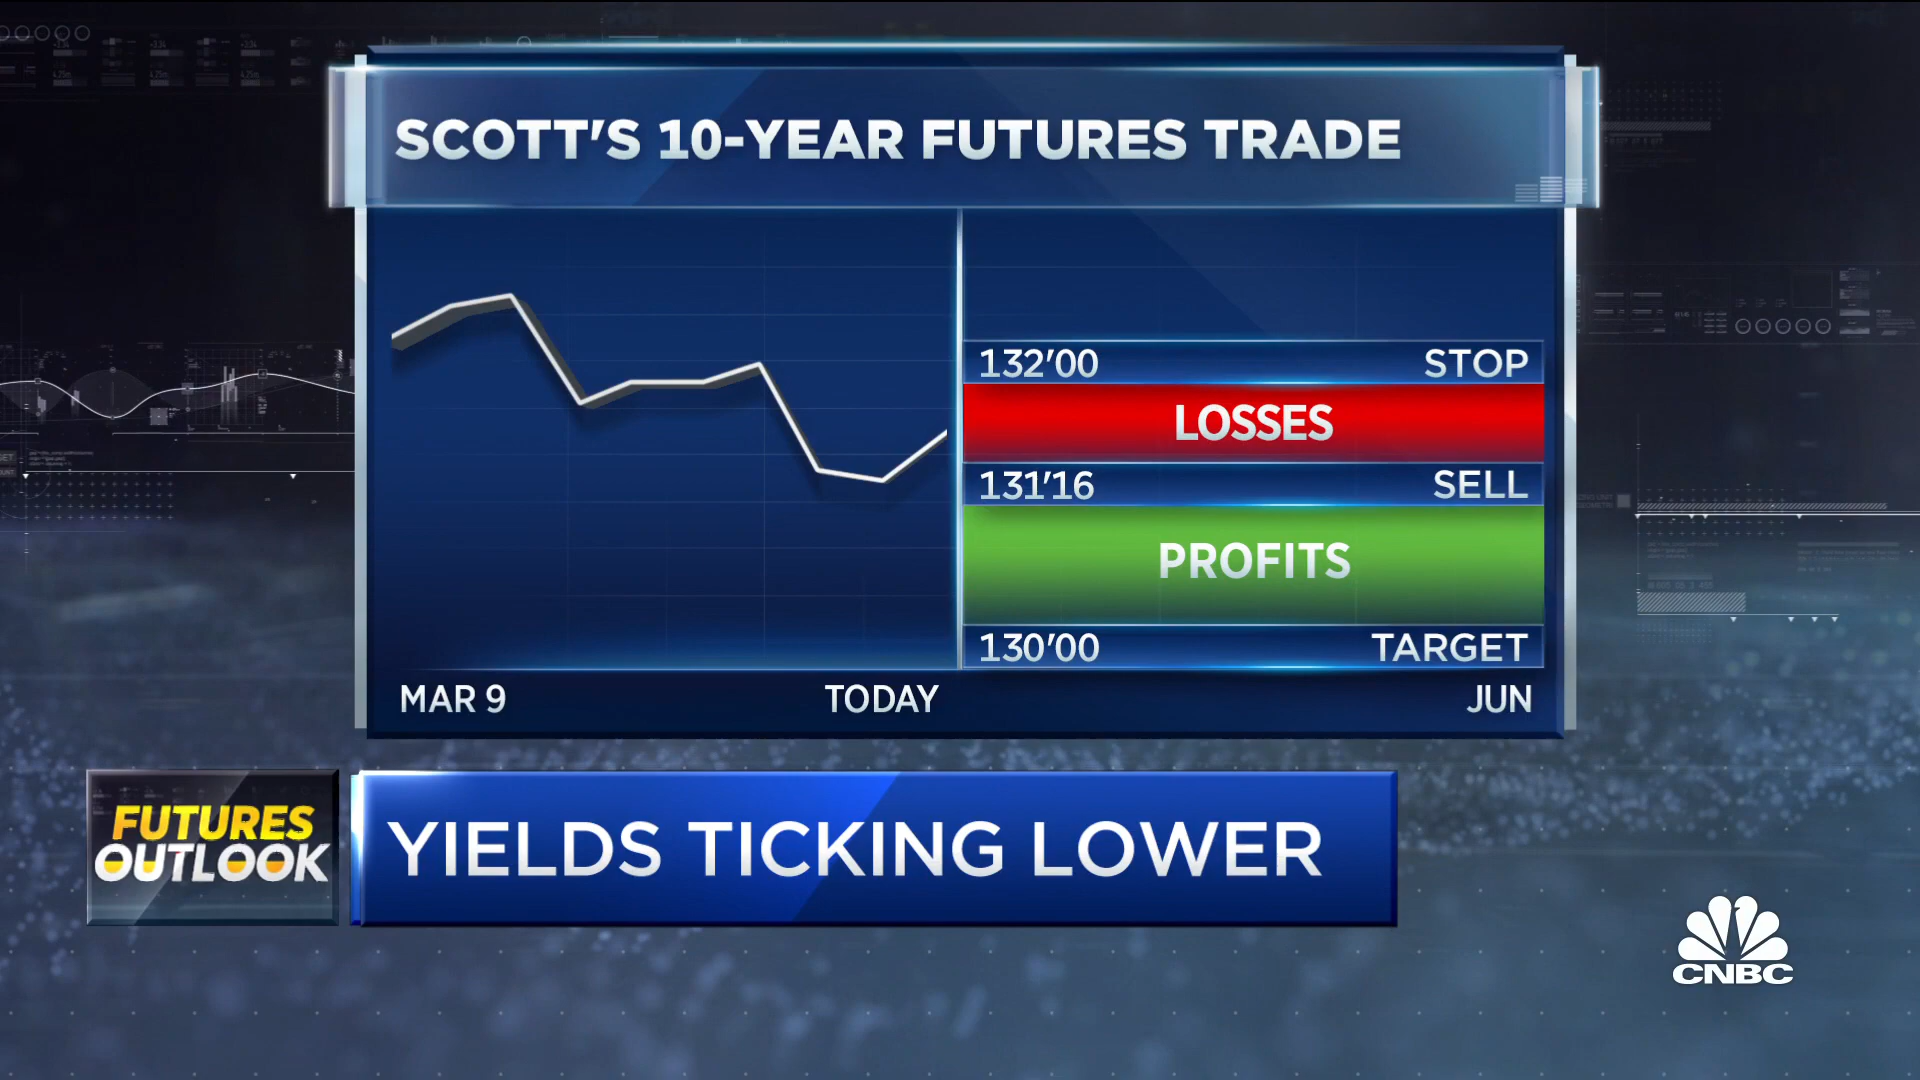 SCOTT'S 10-YEAR FUTURES TRADE
132'00 STOP
LOSSES
131'16 SELL
PROFITS
130'00 TARGET
MAR 9 TODAY JUN
FUTURES
OUTLOOK
YIELDS TICKING LOWER
CNBC